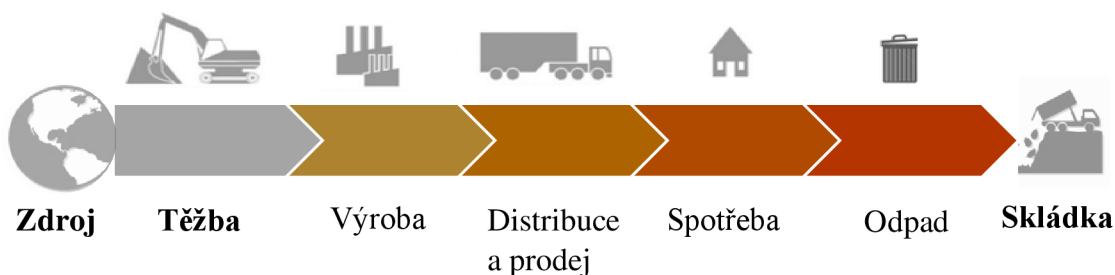 Zdroj
Těžba
Výroba
Distribuce
a prodej
Spotřeba
Odpad
Skládka